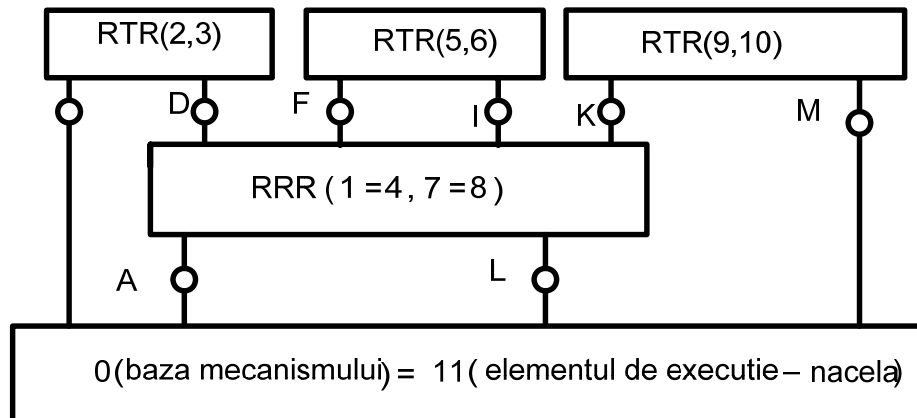 RTR(2,3)
RTR(5,6)
RTR(9,10)
D
F
I
K
M
RRR ( 1 =4 , 7 =8 )
A
L
0(baza mecanismului) = 11( elementul de executie – nacela)